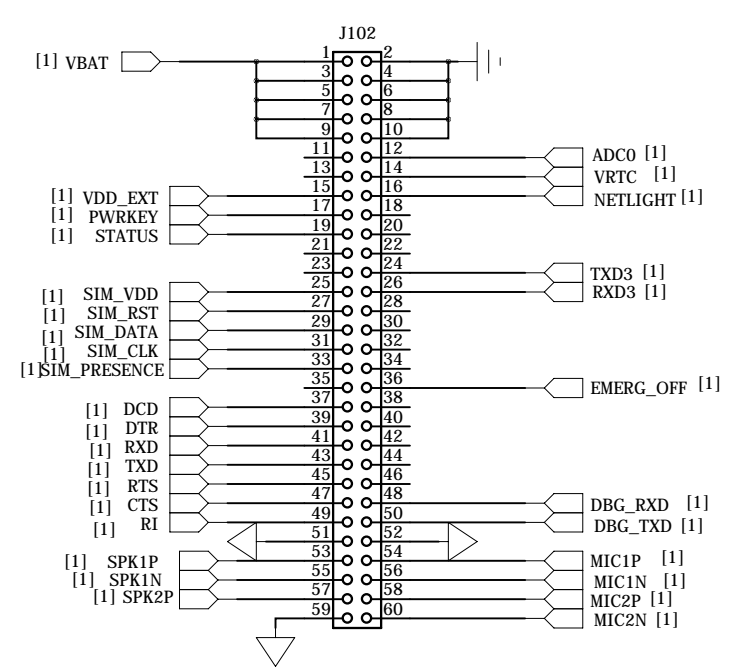 J102
[1] VBAT 1 2
3 4
5 6
7 8
9 10
11 12 ADC0 [1]
13 14 VRTC [1]
[1] VDD_EXT 15 16 NETLIGHT [1]
[1] PWRKEY 17 18
[1] STATUS 19 20
21 22
23 24 TXD3 [1]
[1] SIM_VDD 25 26 RXD3 [1]
[1] SIM_RST 27 28
[1] SIM_DATA 29 30
[1] SIM_CLK 31 32
[1] SIM_PRESENCE 33 34
35 36 EMERG_OFF [1]
[1] DCD 37 38
[1] DTR 39 40
[1] RXD 41 42
[1] TXD 43 44
[1] RTS 45 46
[1] CTS 47 48 DBG_RXD [1]
[1] RI 49 50 DBG_TXD [1]
51 52
[1] SPK1P 53 54 MIC1P [1]
[1] SPK1N 55 56 MIC1N [1]
[1] SPK2P 57 58 MIC2P [1]
59 60 MIC2N [1]